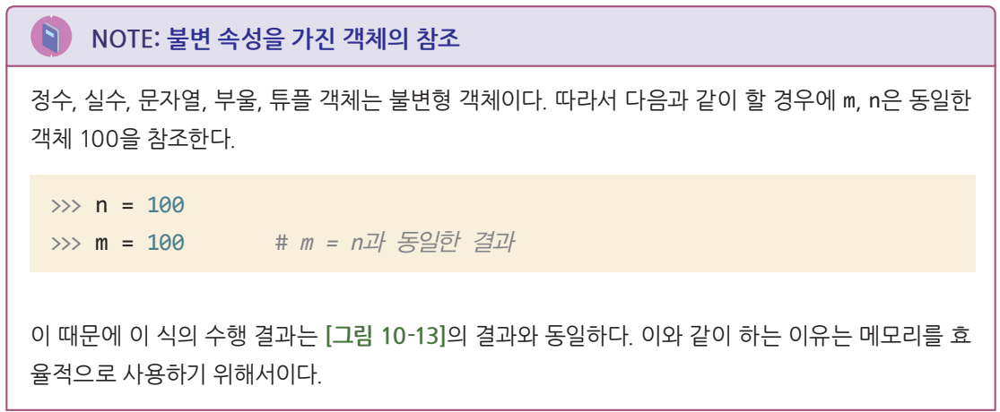 NOTE: 불변 속성을 가진 객체의 참조
정수, 실수, 문자열, 부울, 튜플 객체는 불변형 객체이다. 따라서 다음과 같이 할 경우에 m, n은 동일한
객체 100을 참조한다.
>>> n = 100
>>> m = 100 # m = n과 동일한 결과
이 때문에 이 식의 수행 결과는 [그림 10-13]의 결과와 동일하다. 이와 같이 하는 이유는 메모리를 효
율적으로 사용하기 위해서이다.